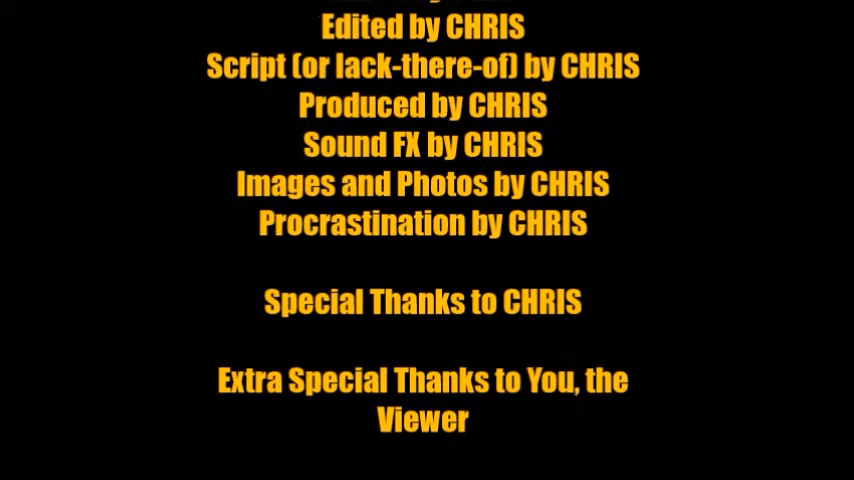 Edited by CHRIS
Script (or lack-there-of) by CHRIS
Produced by CHRIS
Sound FX by CHRIS
Images and Photos by CHRIS
Procrastination by CHRIS
Special Thanks to CHRIS
Extra Special Thanks to You, the
Viewer